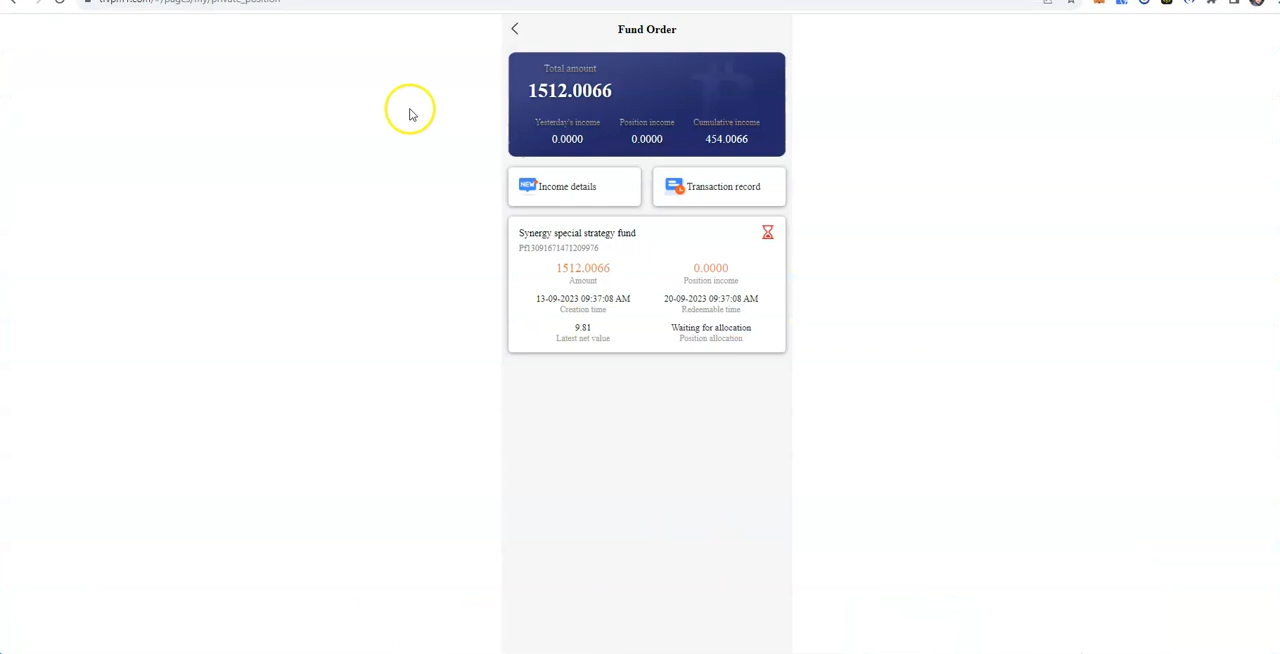 Fund Order
Total amount
1512.0066
Yesterday's income Position income Cumulative income
0.0000 0.0000 454.0066
NEW Income details Transaction record
Synergy special strategy fund
Pf13091671471209976
1512.0066 0.0000
Amount Position income
13-09-2023 09:37:08 AM 20-09-2023 09:37:08 AM
Creation time Redeemable time
9.81 Waiting for allocation
Latest net value Position allocation